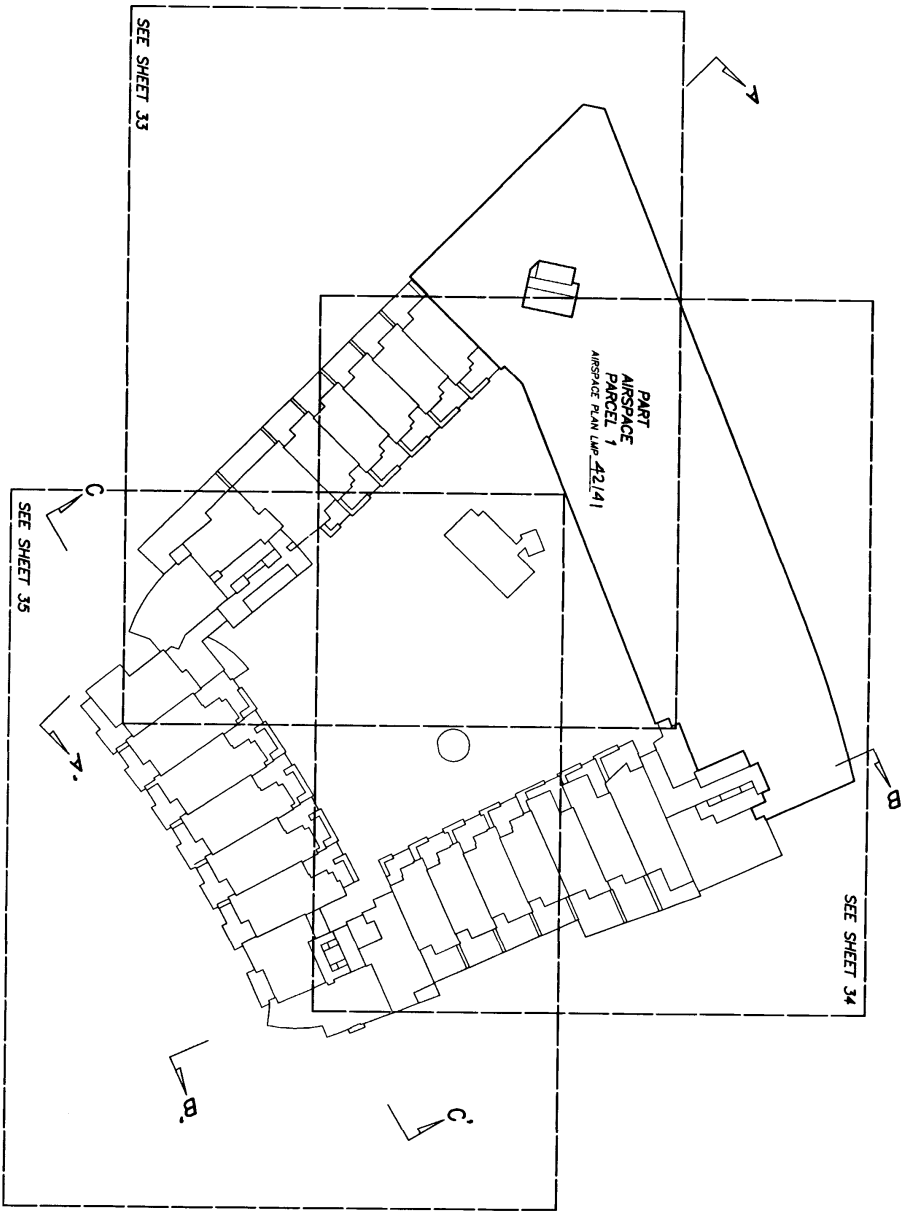 SEE SHEET 33
A
PART
AIRSPACE
PARCEL 1
AIRSPACE PLAN LMP 42141
C
SEE SHEET 35
A'
B
SEE SHEET 34
B'
C'